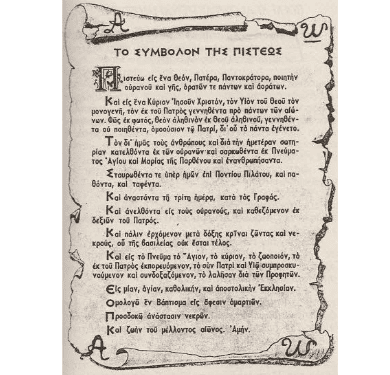 Α
Ω
ΤΟ ΣΥΜΒΟΛΟΝ ΤΗΣ ΠΙΣΤΕΩΣ
Πιστεύω εἰς ἕνα Θεόν, Πατέρα, Παντοκράτορα, ποιητὴν
οὐρανοῦ καὶ γῆς, ὁρατῶν τε πάντων καὶ ἀοράτων.
Καὶ εἰς ἕνα Κύριον Ἰησοῦν Χριστόν, τὸν Υἱὸν τοῦ Θεοῦ τὸν
μονογενῆ, τὸν ἐκ τοῦ Πατρὸς γεννηθέντα πρὸ πάντων τῶν αἰώ-
νων. Φῶς ἐκ φωτός, Θεὸν ἀληθινὸν ἐκ Θεοῦ ἀληθινοῦ, γεννηθέν-
τα οὐ ποιηθέντα, ὁμοούσιον τῷ Πατρί, δι' οὗ τὰ πάντα ἐγένετο.
Τὸν δι' ἡμᾶς τοὺς ἀνθρώπους καὶ διὰ τὴν ἡμετέραν σωτη-
ρίαν κατελθόντα ἐκ τῶν οὐρανῶν καὶ σαρκωθέντα ἐκ Πνεύμα-
τος Ἁγίου καὶ Μαρίας τῆς Παρθένου καὶ ἐνανθρωπήσαντα.
Σταυρωθέντα τε ὑπὲρ ἡμῶν ἐπὶ Ποντίου Πιλάτου, καὶ πα-
θόντα, καὶ ταφέντα.
Καὶ ἀναστάντα τῇ τρίτῃ ἡμέρᾳ, κατὰ τὰς Γραφάς.
Καὶ ἀνελθόντα εἰς τοὺς οὐρανούς, καὶ καθεζόμενον ἐκ
δεξιῶν τοῦ Πατρός.
Καὶ πάλιν ἐρχόμενον μετὰ δόξης κρῖναι ζῶντας καὶ νε-
κρούς, οὗ τῆς βασιλείας οὐκ ἔσται τέλος.
Καὶ εἰς τὸ Πνεῦμα τὸ Ἅγιον, τὸ κύριον, τὸ ζωοποιόν, τὸ
ἐκ τοῦ Πατρὸς ἐκπορευόμενον, τὸ σὺν Πατρὶ καὶ Υἱῷ συμπροσκυ-
νούμενον καὶ συνδοξαζόμενον, τὸ λαλῆσαν διὰ τῶν Προφητῶν.
Εἰς μίαν, ἁγίαν, καθολικήν, καὶ ἀποστολικὴν Ἐκκλησίαν.
Ὁμολογῶ ἓν Βάπτισμα εἰς ἄφεσιν ἁμαρτιῶν.
Προσδοκῶ ἀνάστασιν νεκρῶν.
Καὶ ζωὴν τοῦ μέλλοντος αἰῶνος. Ἀμήν.
Α
Ω